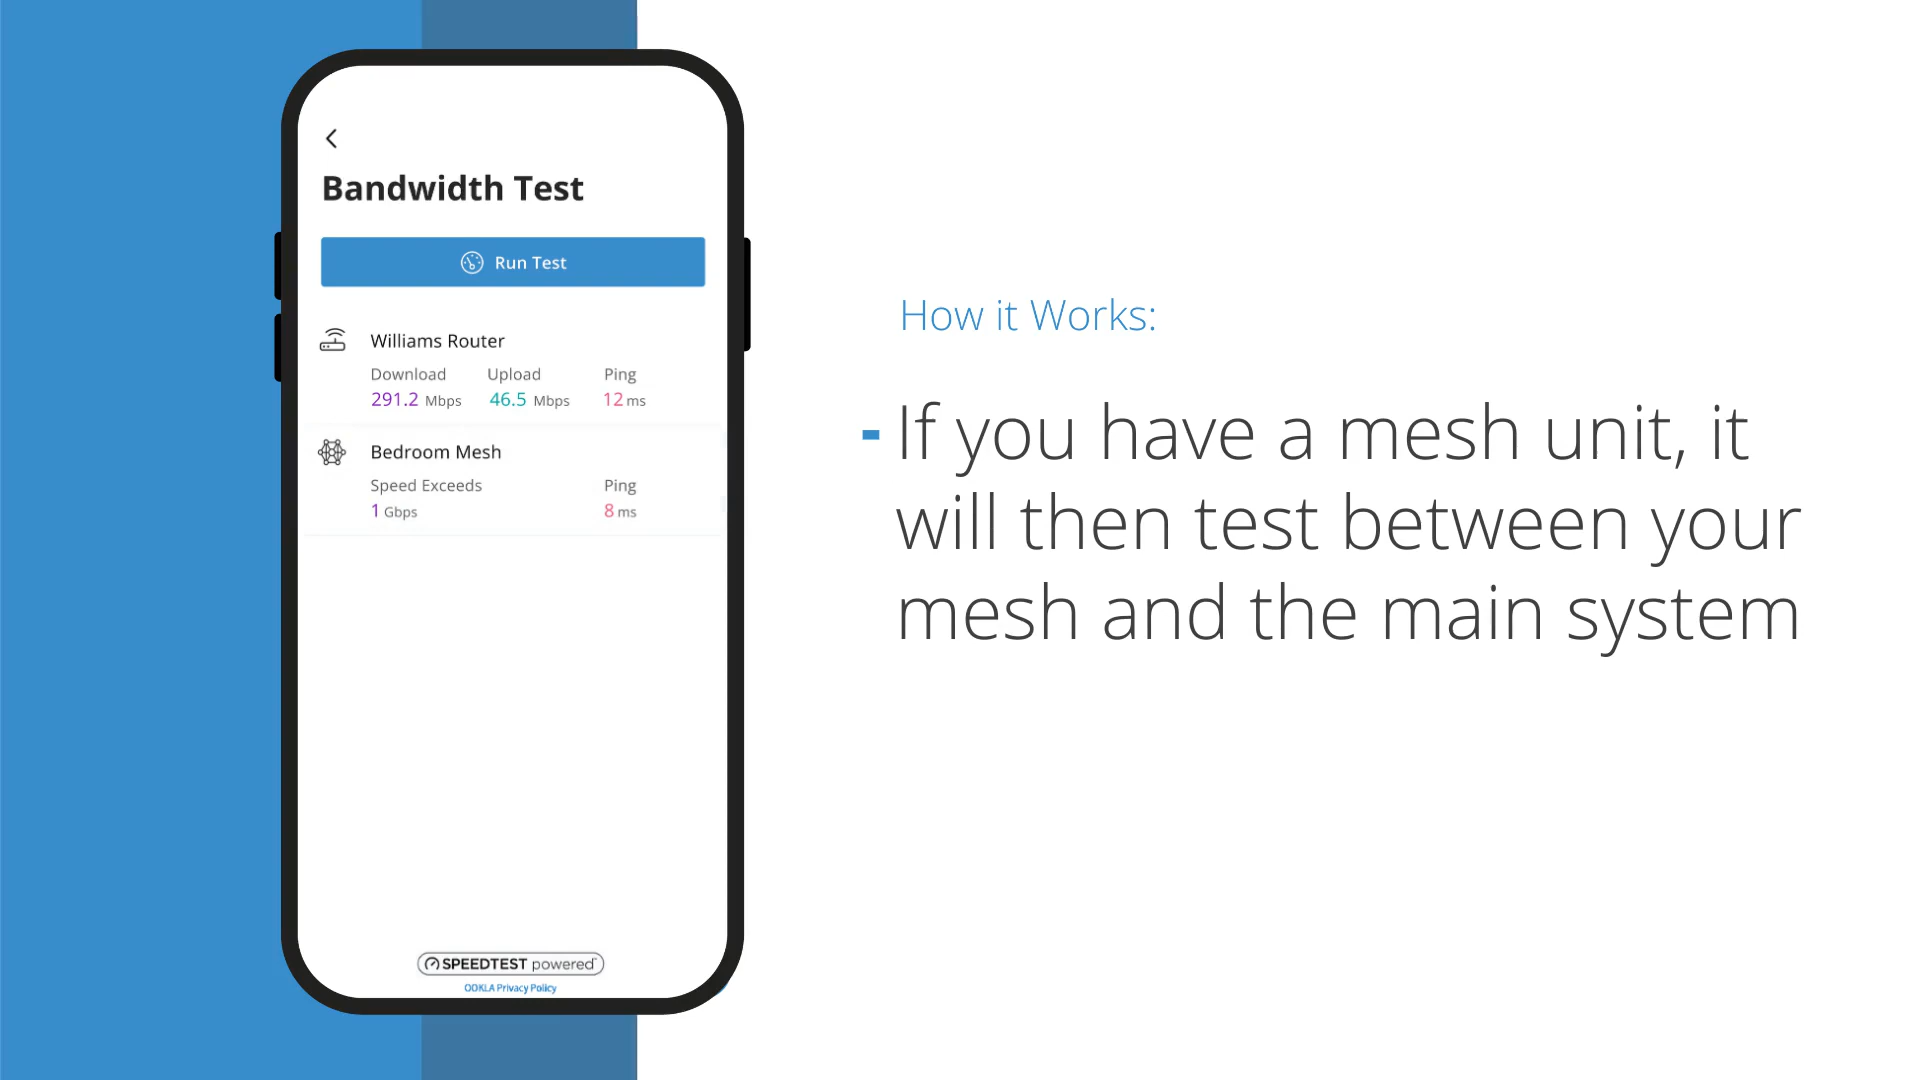 Bandwidth Test
Run Test
Williams Router
Download Upload Ping
291.2 Mbps 46.5 Mbps 12 ms
Bedroom Mesh
Speed Exceeds Ping
1 Gbps 8 ms
SPEEDTEST powered™
OOKLA Privacy Policy
How it Works:
- If you have a mesh unit, it
will then test between your
mesh and the main system